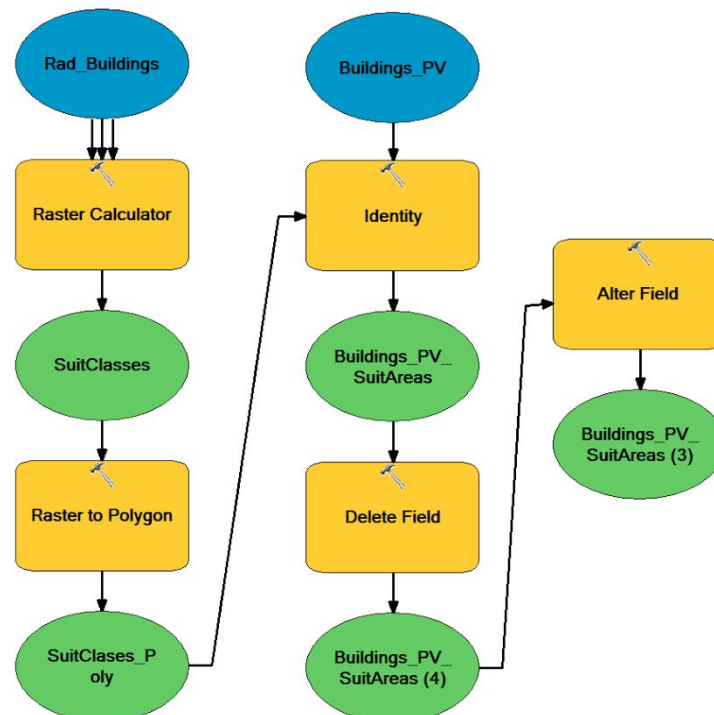 Rad_Buildings
Raster Calculator
SuitClasses
Raster to Polygon
SuitClases_P
oly
Buildings_PV
Identity
Buildings_PV_
SuitAreas
Delete Field
Buildings_PV_
SuitAreas (4)
Alter Field
Buildings_PV_
SuitAreas (3)